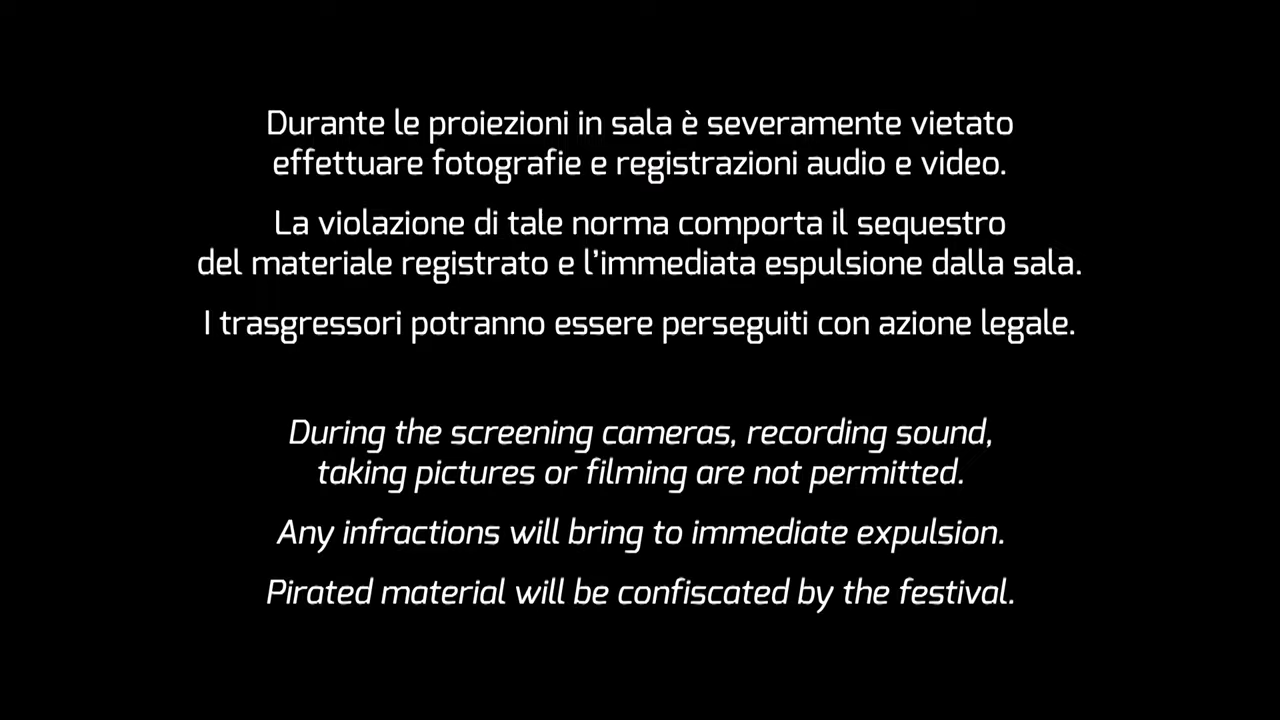 Durante le proiezioni in sala è severamente vietato
effettuare fotografie e registrazioni audio e video.
La violazione di tale norma comporta il sequestro
del materiale registrato e l’immediata espulsione dalla sala.
I trasgressori potranno essere perseguiti con azione legale.
During the screening cameras, recording sound,
taking pictures or filming are not permitted.
Any infractions will bring to immediate expulsion.
Pirated material will be confiscated by the festival.